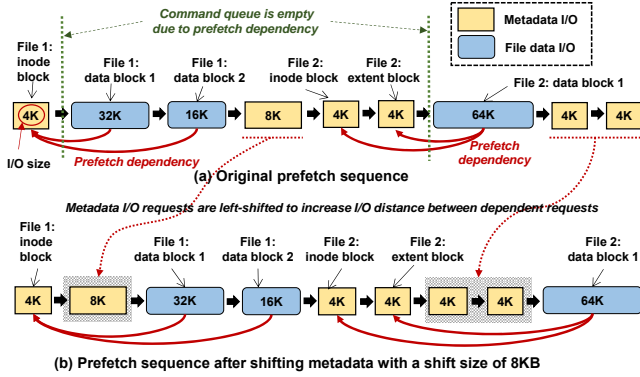 Command queue is empty
due to prefetch dependency
Metadata I/O
File data I/O
File 1:
inode
block
File 1:
data block 1
File 1:
data block 2
File 2:
inode block
File 2:
extent block
File 2: data block 1
4K
32K
16K
8K
4K
4K
64K
4K
4K
I/O size
Prefetch dependency
Prefetch
dependency
(a) Original prefetch sequence
Metadata I/O requests are left-shifted to increase I/O distance between dependent requests
File 1:
inode
block
File 1:
data block 1
File 1:
data block 2
File 2:
inode block
File 2:
extent block
File 2:
data block 1
4K
8K
32K
16K
4K
4K
4K
4K
64K
(b) Prefetch sequence after shifting metadata with a shift size of 8KB